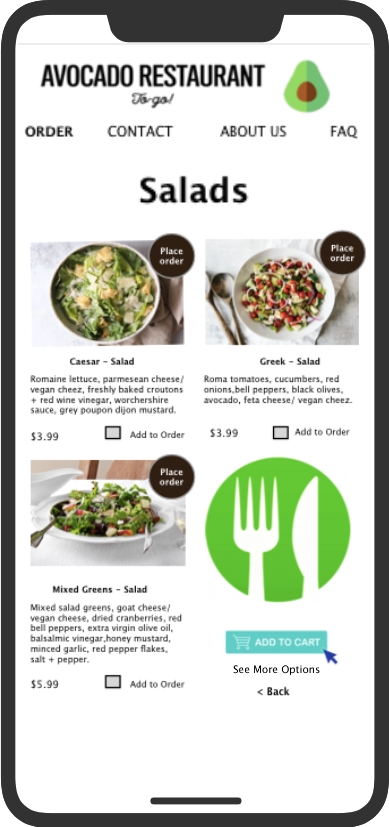 AVOCADO RESTAURANT
To-go!
ORDER CONTACT ABOUT US FAQ
Salads
Place
order
Place
order
Caesar - Salad
Romaine lettuce, parmesean cheese/
vegan cheez, freshly baked croutons
+ red wine vinegar, worchershire
sauce, grey poupon dijon mustard.
$3.99 Add to Order
Greek - Salad
Roma tomatoes, cucumbers, red
onions,bell peppers, black olives,
avocado, feta cheese/ vegan cheez.
$3.99 Add to Order
Place
order
Mixed Greens - Salad
Mixed salad greens, goat cheese/
vegan cheese, dried cranberries, red
bell peppers, extra virgin olive oil,
balsalmic vinegar,honey mustard,
minced garlic, red pepper flakes,
salt + pepper.
$5.99 Add to Order
ADD TO CART
See More Options
< Back